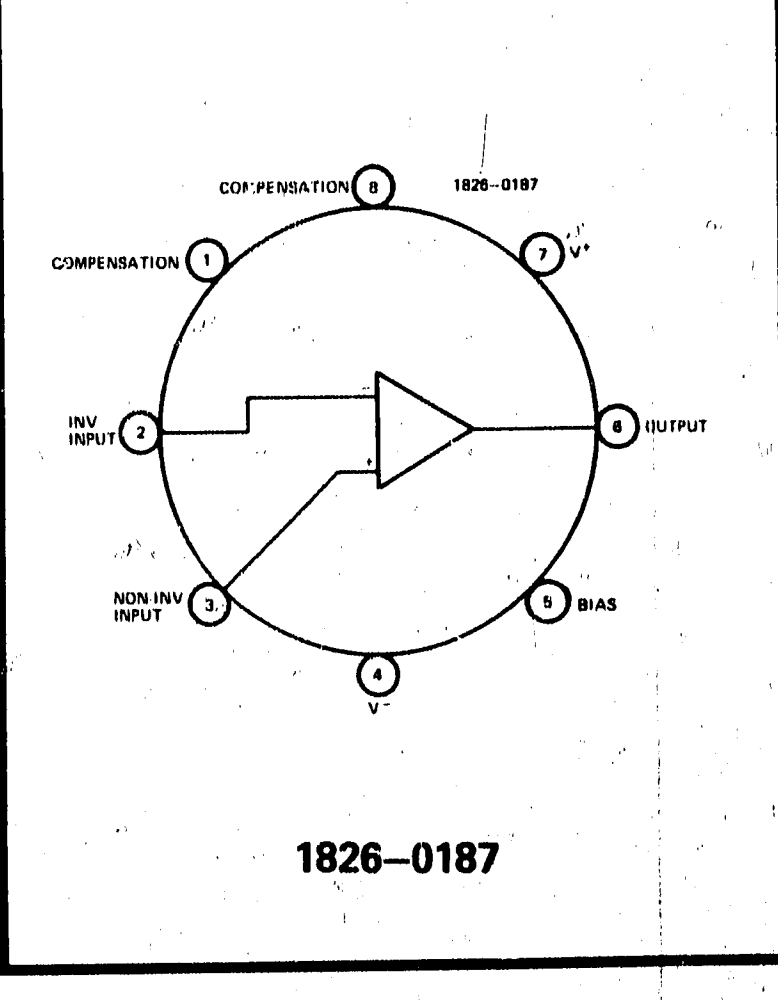 COMPENSATION 8
1826-0187
COMPENSATION 1
7 V+
INV
INPUT 2
-
6 OUTPUT
+
NON-INV
INPUT 3
5 BIAS
4
V-
1826-0187